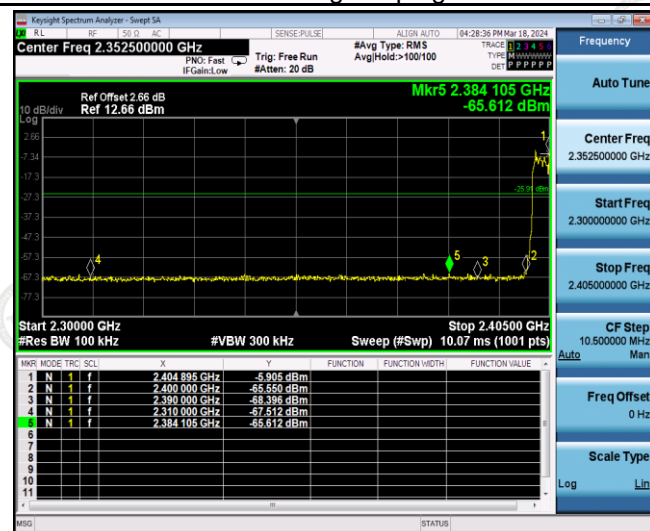 Keysight Spectrum Analyzer - Swept SA
RL RF 50 Ω AC SENSE:PULSE ALIGN AUTO 04:28:36 PM Mar 18, 2024
Center Freq 2.352500000 GHz
PNO: Fast
IFGain:Low
Trig: Free Run
#Atten: 20 dB
#Avg Type: RMS
Avg|Hold:>100/100
TRACE 1 2 3 4 5 6
TYPE M WWWWW
DET P P P P P P
Ref Offset 2.66 dB
10 dB/div Ref 12.66 dBm
Log
Mkr5 2.384 105 GHz
-65.612 dBm
2.66
-7.34
-17.3
-27.3
-37.3
-47.3
-57.3
-67.3
-77.3
1
-25.91 dBm
4
5
3
2
Start 2.30000 GHz Stop 2.40500 GHz
#Res BW 100 kHz #VBW 300 kHz Sweep (#Swp) 10.07 ms (1001 pts)
MKR MODE TRC SCL X Y FUNCTION FUNCTION WIDTH FUNCTION VALUE
1 N 1 f 2.404 895 GHz -5.905 dBm
2 N 1 f 2.400 000 GHz -65.550 dBm
3 N 1 f 2.390 000 GHz -68.396 dBm
4 N 1 f 2.310 000 GHz -67.512 dBm
5 N 1 f 2.384 105 GHz -65.612 dBm
6
7
8
9
10
11
MSG STATUS
Frequency
Auto Tune
Center Freq
2.352500000 GHz
Start Freq
2.300000000 GHz
Stop Freq
2.405000000 GHz
CF Step
10.500000 MHz
Auto Man
Freq Offset
0 Hz
Scale Type
Log Lin